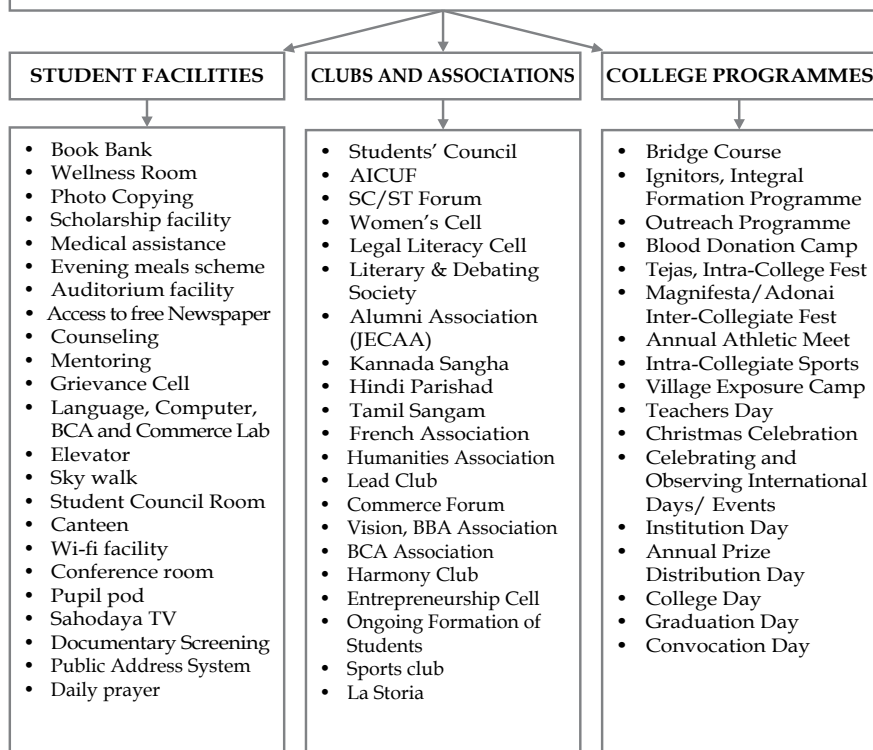 STUDENT FACILITIES
• Book Bank
• Wellness Room
• Photo Copying
• Scholarship facility
• Medical assistance
• Evening meals scheme
• Auditorium facility
• Access to free Newspaper
• Counseling
• Mentoring
• Grievance Cell
• Language, Computer,
BCA and Commerce Lab
• Elevator
• Sky walk
• Student Council Room
• Canteen
• Wi-fi facility
• Conference room
• Pupil pod
• Sahodaya TV
• Documentary Screening
• Public Address System
• Daily prayer
CLUBS AND ASSOCIATIONS
• Students’ Council
• AICUF
• SC/ST Forum
• Women’s Cell
• Legal Literacy Cell
• Literary & Debating
Society
• Alumni Association
(JECAA)
• Kannada Sangha
• Hindi Parishad
• Tamil Sangam
• French Association
• Humanities Association
• Lead Club
• Commerce Forum
• Vision, BBA Association
• BCA Association
• Harmony Club
• Entrepreneurship Cell
• Ongoing Formation of
Students
• Sports club
• La Storia
COLLEGE PROGRAMMES
• Bridge Course
• Ignitors, Integral
Formation Programme
• Outreach Programme
• Blood Donation Camp
• Tejas, Intra-College Fest
• Magnifesta/Adonai
Inter-Collegiate Fest
• Annual Athletic Meet
• Intra-Collegiate Sports
• Village Exposure Camp
• Teachers Day
• Christmas Celebration
• Celebrating and
Observing International
Days/ Events
• Institution Day
• Annual Prize
Distribution Day
• College Day
• Graduation Day
• Convocation Day